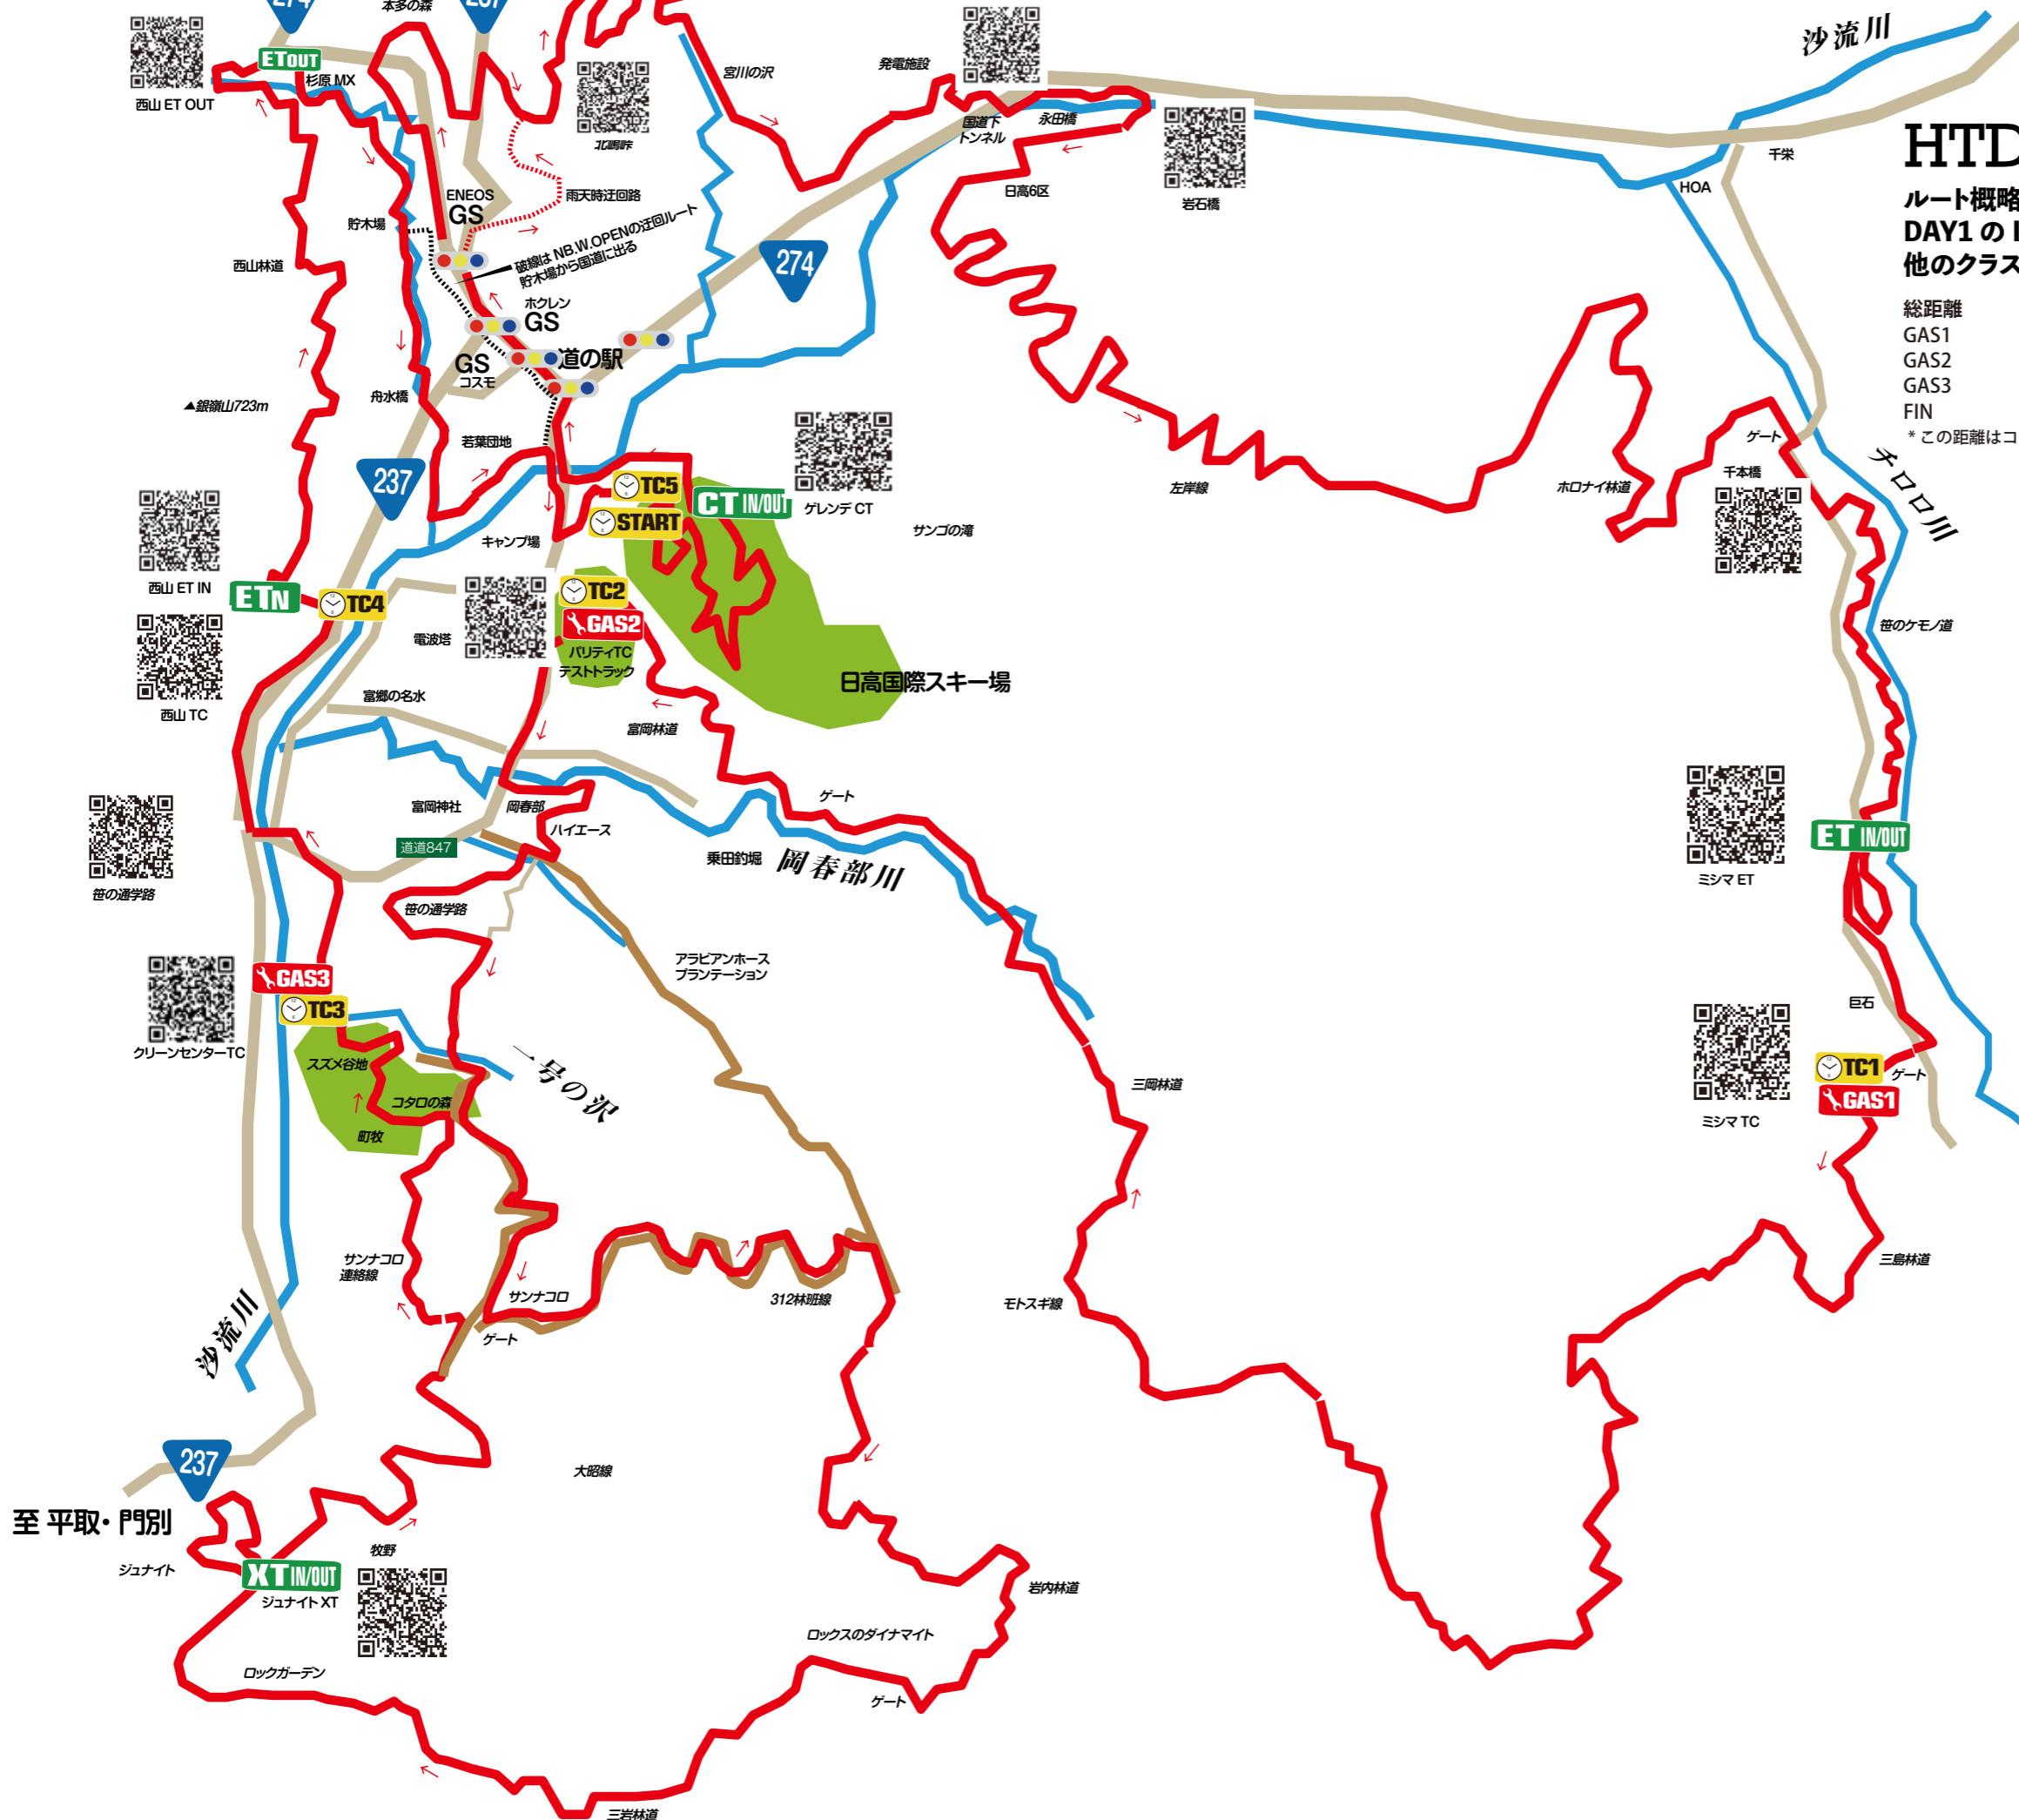 274
237
本多の森
ET OUT
西山 ET OUT
杉原 MX
北嶋峠
宮川の沢
発電施設
国道下
トンネル
永田橋
岩石橋
日高6区
沙流川
千栄
HOA
HTD
ルート概略
DAY1 の
他のクラス
総距離
GAS1
GAS2
GAS3
FIN
* この距離はコ
ENEOS
GS
雨天時迂回路
破線は NB.W.OPENの迂回ルート
貯木場から国道に出る
貯木場
西山林道
ホクレン
GS
274
GS
コスモ
道の駅
舟水橋
▲銀嶺山723m
若葉団地
237
TC5
START
CT IN/OUT
ゲレンデ CT
サンゴの滝
キャンプ場
左岸線
ホロナイ林道
ゲート
千本橋
チロロ川
笹のケモノ道
西山 ET IN
ET IN
TC4
西山 TC
電波塔
TC2
GAS2
パリティTC
テストトラック
日高国際スキー場
富郷の名水
富岡林道
富岡神社
岡春部
ハイエース
道道847
ゲート
乗田釣堀
岡春部川
笹の通学路
笹の通学路
アラビアンホース
プランテーション
ET IN/OUT
ミシマ ET
巨石
TC1
GAS1
ゲート
ミシマ TC
三島林道
GAS3
TC3
クリーンセンターTC
スズメ谷地
コタロの森
町牧
一号の沢
三岡林道
サンナコロ
連絡線
サンナコロ
ゲート
312林班線
モトスギ線
沙流川
237
至 平取・門別
大昭線
ジュナイト
XT IN/OUT
ジュナイト XT
牧野
岩内林道
ロックスのダイナマイト
ロックガーデン
ゲート
三岩林道